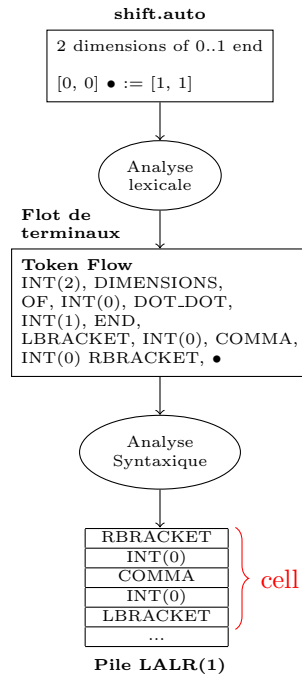 shift.auto
2 dimensions of 0..1 end
[0, 0] • := [1, 1]
Analyse
lexicale
Flot de
terminaux
Token Flow
INT(2), DIMENSIONS,
OF, INT(0), DOT_DOT,
INT(1), END,
LBRACKET, INT(0), COMMA,
INT(0) RBRACKET, •
Analyse
Syntaxique
RBRACKET
INT(0)
COMMA
INT(0)
LBRACKET
...
cell
Pile LALR(1)